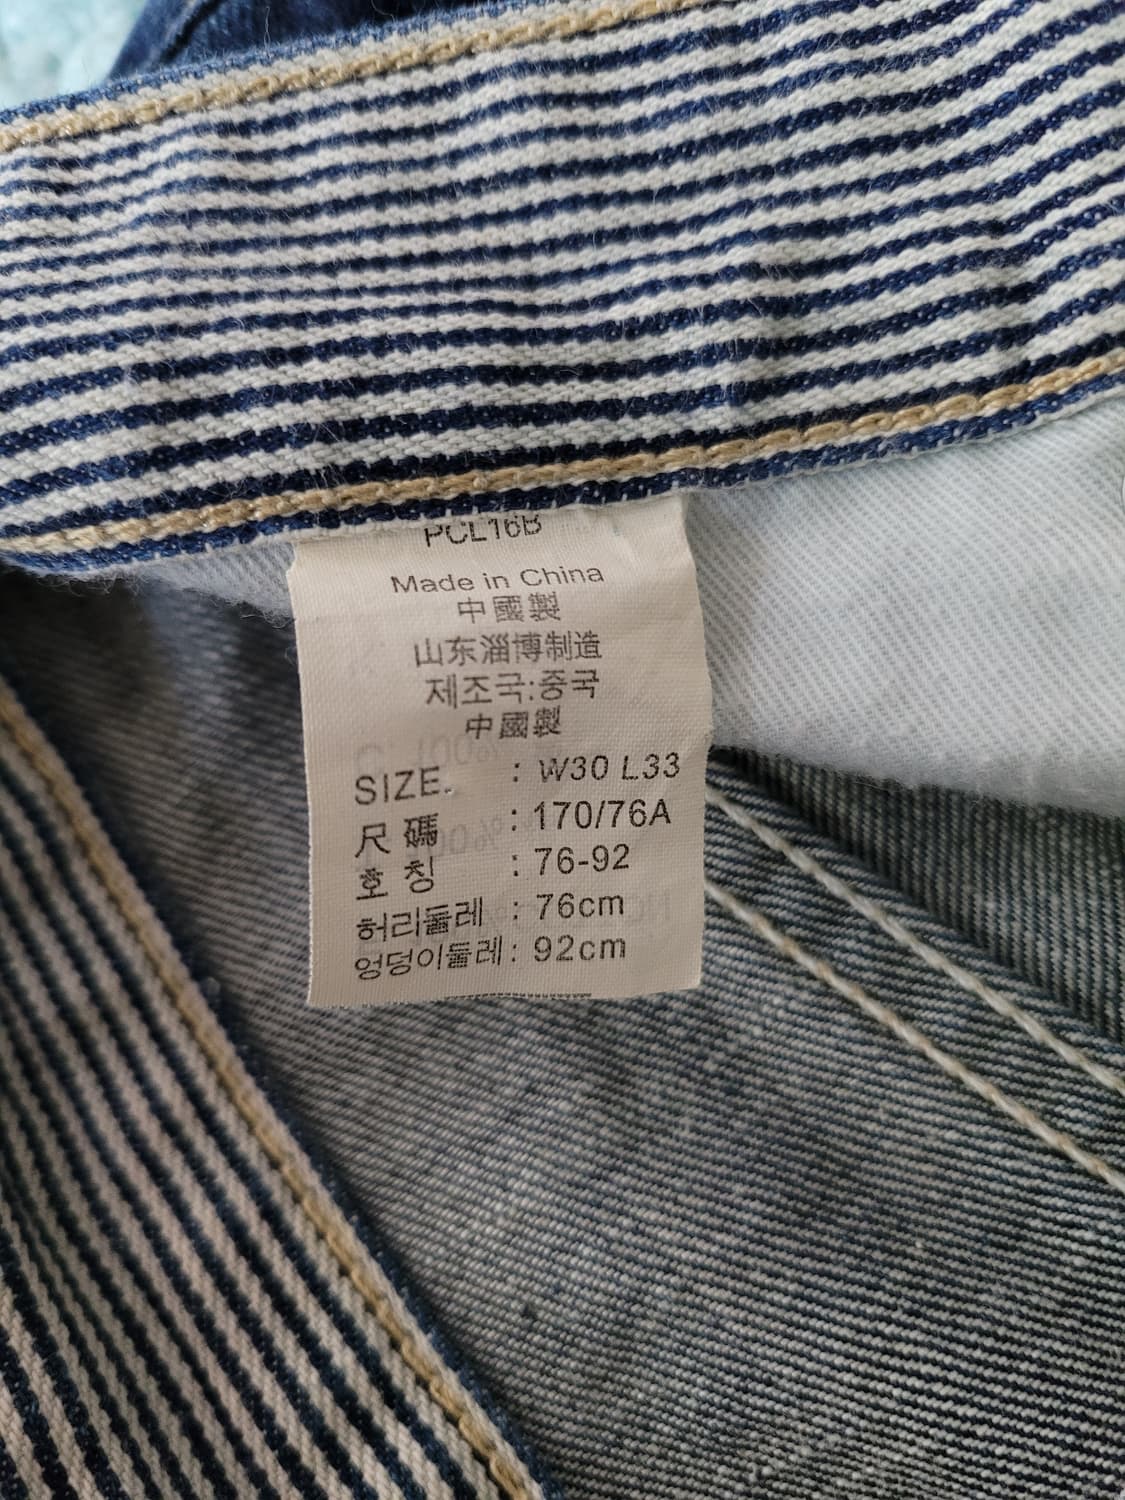 PCL16B
Made in China
中國製
山东淄博制造
제조국:중국
中國製
SIZE. : W30 L33
尺碼 : 170/76A
호칭 : 76-92
허리둘레 : 76cm
엉덩이둘레 : 92cm